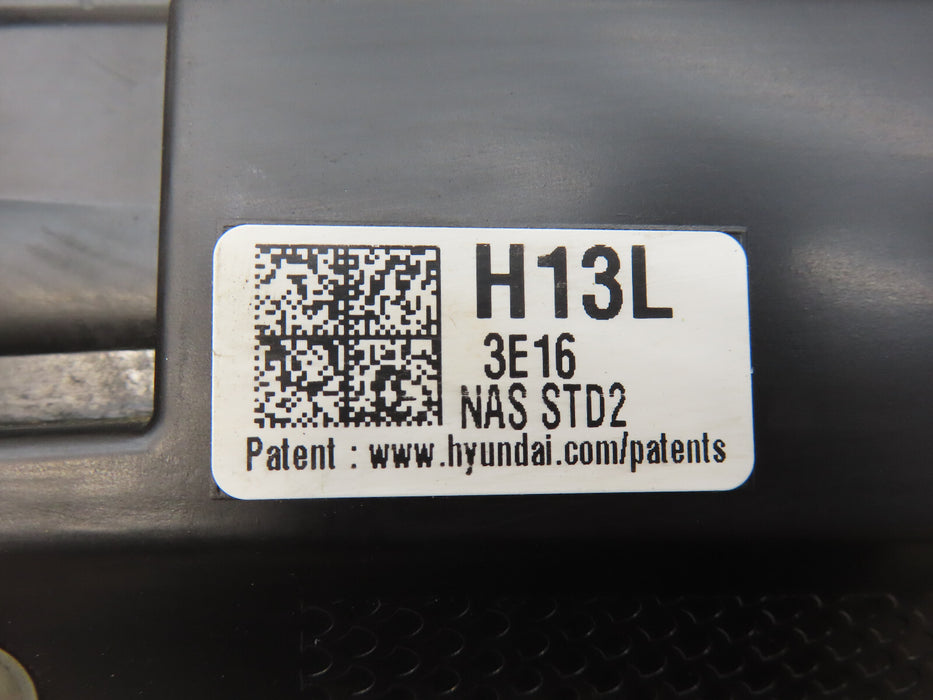 H13L
3E16
NAS STD2
Patent : www.hyundai.com/patents